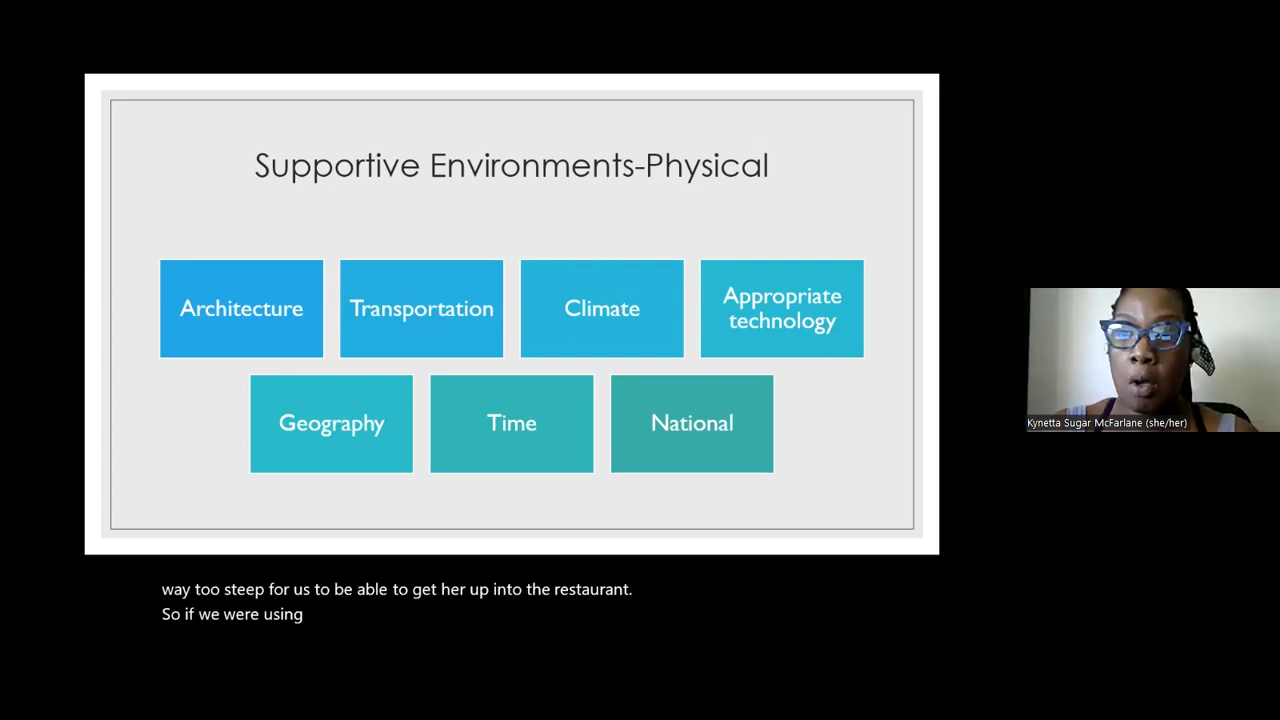 Supportive Environments-Physical
Architecture
Transportation
Climate
Appropriate
technology
Geography
Time
National
Kynetta Sugar McFarlane (she/her)
way too steep for us to be able to get her up into the restaurant.
So if we were using